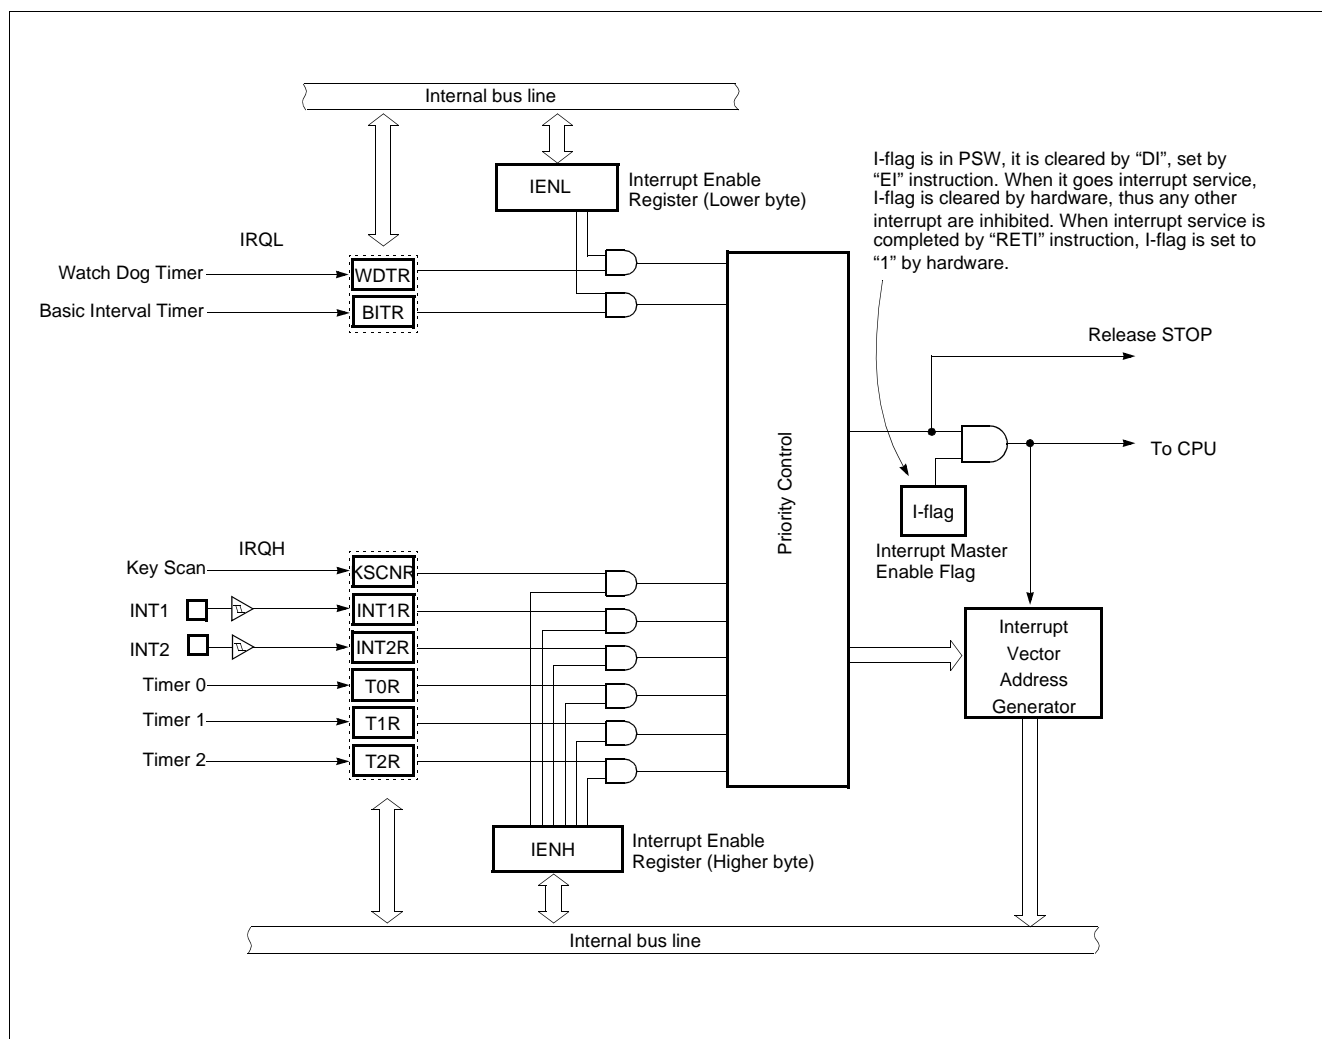 Internal bus line
I-flag is in PSW, it is cleared by “DI”, set by
“EI” instruction. When it goes interrupt service,
I-flag is cleared by hardware, thus any other
interrupt are inhibited. When interrupt service is
completed by “RETI” instruction, I-flag is set to
“1” by hardware.
IENL
Interrupt Enable
Register (Lower byte)
IRQL
Watch Dog Timer
WDTR
Basic Interval Timer
BITR
Release STOP
To CPU
Priority Control
I-flag
Interrupt Master
Enable Flag
IRQH
Key Scan
KSCNR
INT1
INT1R
INT2
INT2R
Timer 0
T0R
Timer 1
T1R
Timer 2
T2R
Interrupt
Vector
Address
Generator
IENH
Interrupt Enable
Register (Higher byte)
Internal bus line